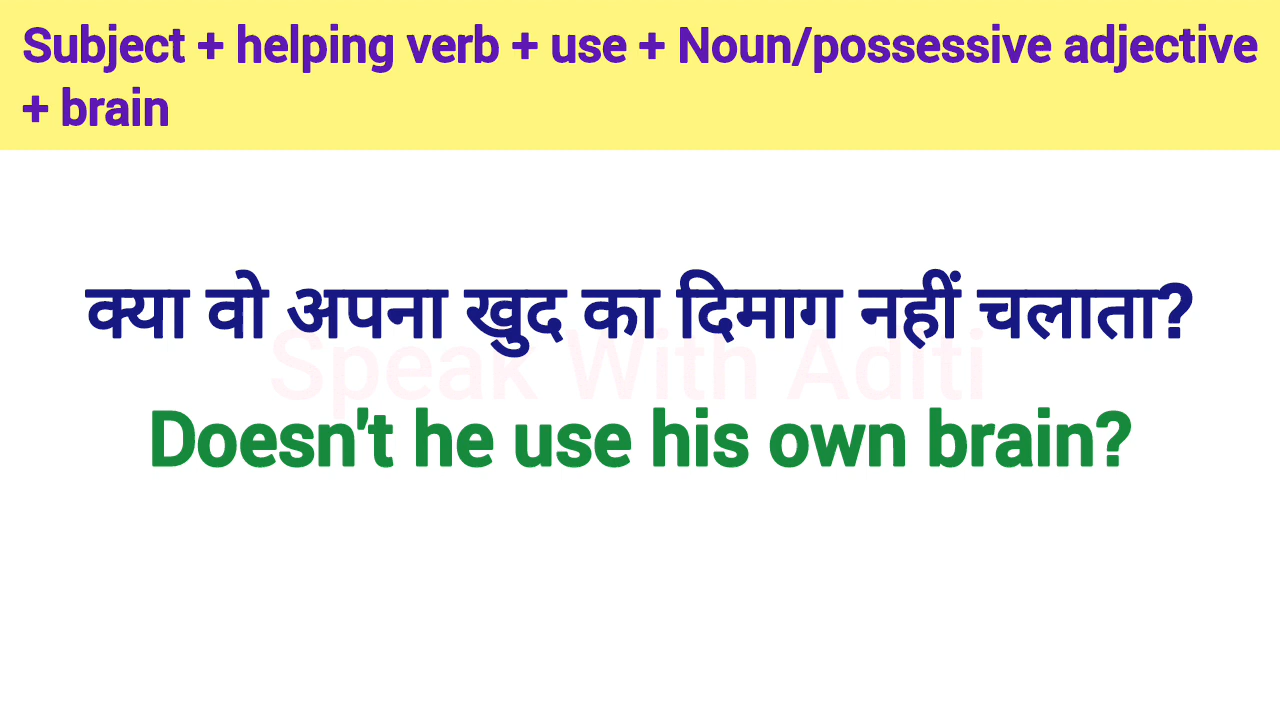 Subject + helping verb + use + Noun/possessive adjective
+ brain
क्या वो अपना खुद का दिमाग नहीं चलाता?
Speak With Aditi
Doesn't he use his own brain?